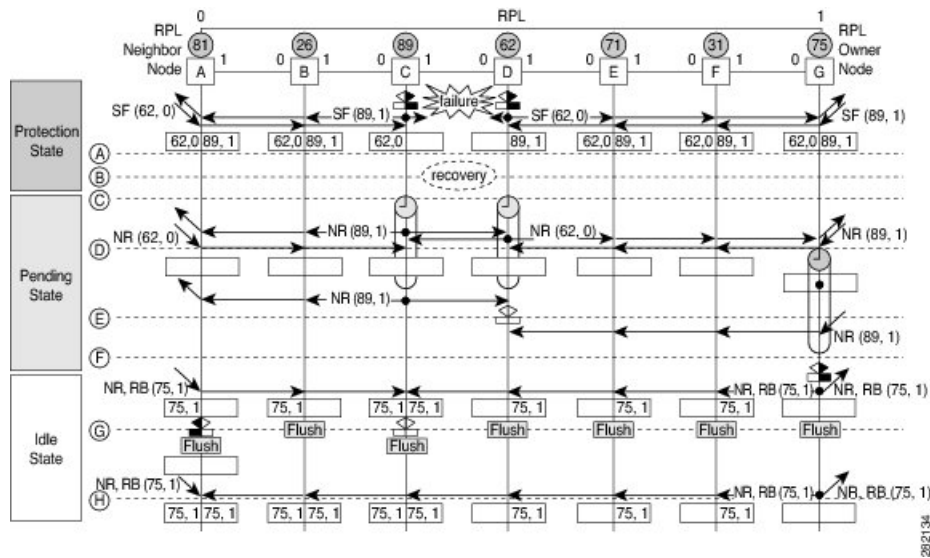 0 RPL 1
RPL Neighbor Node
RPL Owner Node
81 26 89 62 71 31 75
A 1 0 B 1 0 C 1 0 D 1 0 E 1 0 F 1 0 G
Protection State
failure
SF (62, 0) SF (89, 1) SF (62, 0) SF (89, 1)
62,0 89, 1 62,0 89, 1 62,0 89, 1 62,0 89, 1 62,0 89, 1 62,0 89, 1
A
B recovery
C
Pending State
NR (89, 1) NR (62, 0) NR (89, 1)
NR (62, 0)
D
NR (89, 1)
E
NR (89, 1)
F
Idle State
NR, RB (75, 1) NR, RB (75, 1) NR, RB (75, 1)
75, 1 75, 1 75, 1 75, 1 75, 1 75, 1 75, 1
G
Flush Flush Flush Flush Flush Flush Flush
NR, RB (75, 1) NR, RB (75, 1) NR, RB (75, 1)
H
75, 1 75, 1 75, 1 75, 1 75, 1 75, 1 75, 1 75, 1 75, 1
282134